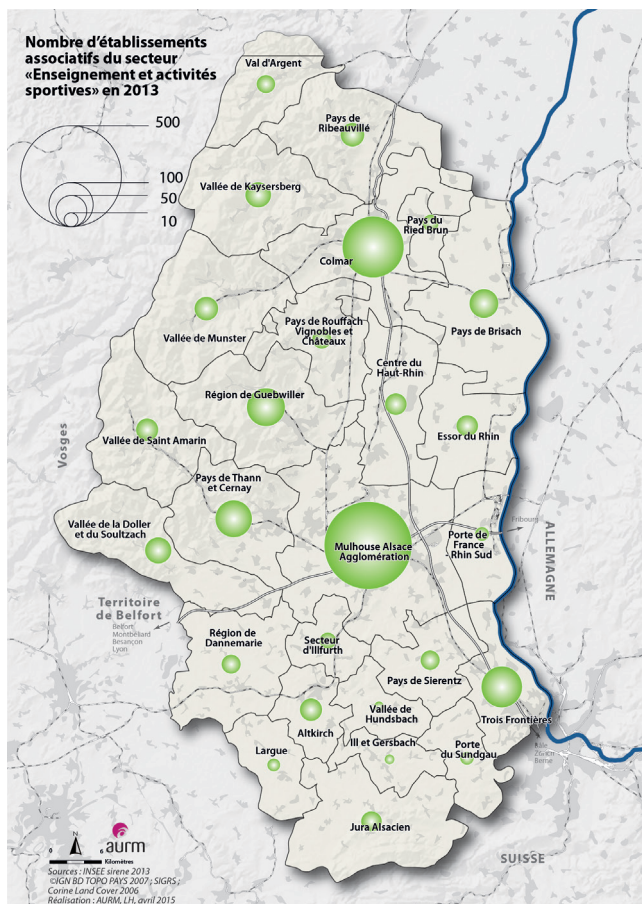 Nombre d'établissements
associatifs du secteur
«Enseignement et activités
sportives» en 2013
500
100
50
10
Val d'Argent
Pays de
Ribeauvillé
Vallée de Kaysersberg
Pays du
Ried Brun
Colmar
Vallée de Munster
Pays de Rouffach
Vignobles et
Châteaux
Pays de Brisach
Centre du
Haut-Rhin
Région de Guebwiller
Essor du Rhin
Vallée de Saint Amarin
Vosges
Pays de Thann
et Cernay
Vallée de la Doller
et du Soultzach
Mulhouse Alsace
Agglomération
Porte de
France
Rhin Sud
Fribourg
ALLEMAGNE
Territoire
de Belfort
Belfort
Montbéliard
Besançon
Lyon
Région de
Dannemarie
Secteur
d'Illfurth
Pays de Sierentz
Trois Frontières
Altkirch
Vallée de
Hundsbach
Largue
Ill et Gersbach
Porte
du Sundgau
Bâle
Zürich
Berne
Jura Alsacien
SUISSE
N
0
6
Kilomètres
aurm
Sources : INSEE sirene 2013
©IGN BD TOPO PAYS 2007 ; SIGRS ;
Corine Land Cover 2006
Réalisation : AURM, LH, avril 2015